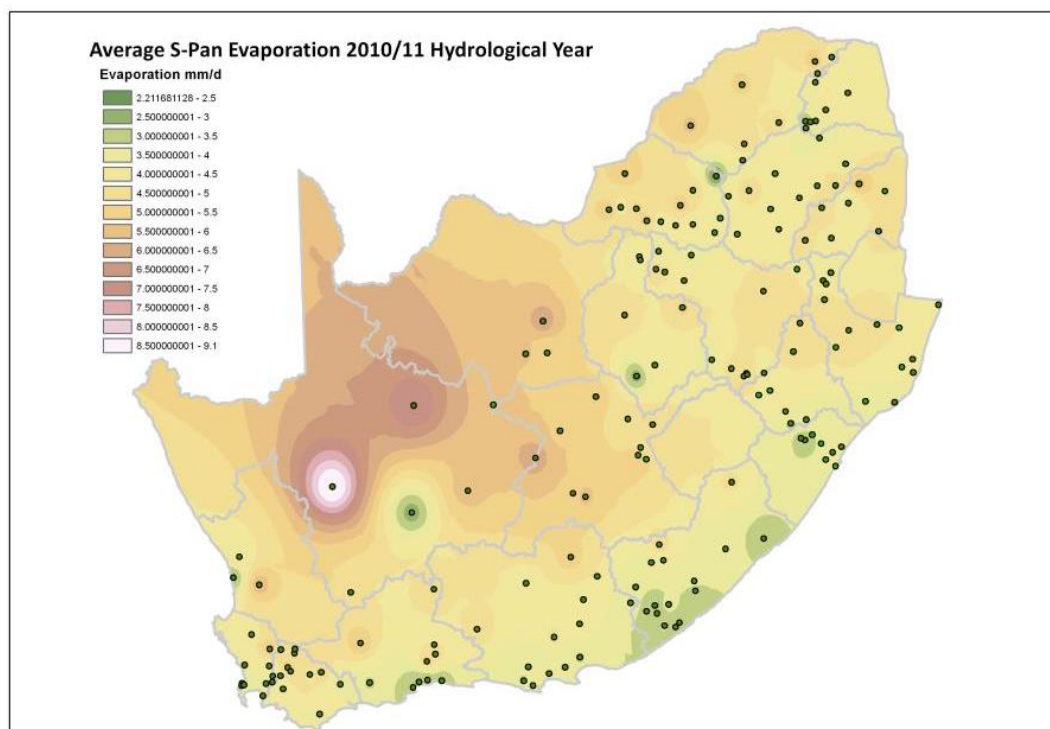 Average S-Pan Evaporation 2010/11 Hydrological Year
Evaporation mm/d
2.211681128 - 2.5
2.500000001 - 3
3.000000001 - 3.5
3.500000001 - 4
4.000000001 - 4.5
4.500000001 - 5
5.000000001 - 5.5
5.500000001 - 6
6.000000001 - 6.5
6.500000001 - 7
7.000000001 - 7.5
7.500000001 - 8
8.000000001 - 8.5
8.500000001 - 9.1